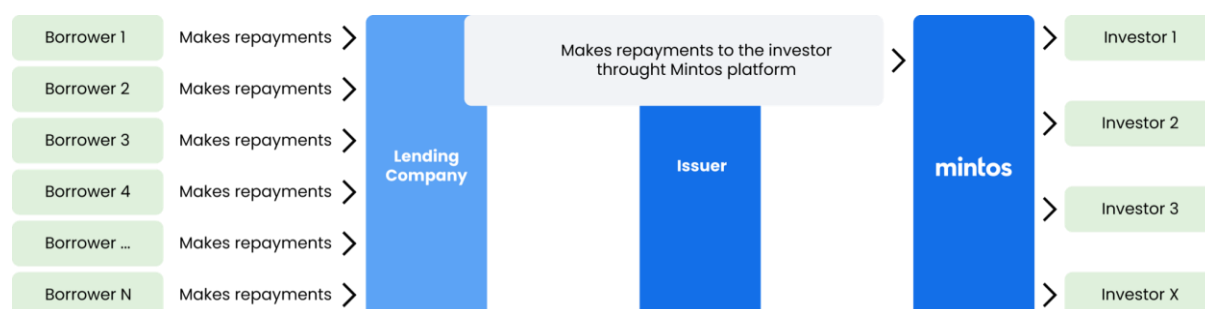 Borrower 1
Makes repayments
Makes repayments to the investor
throught Mintos platform
Investor 1
Borrower 2
Makes repayments
Investor 2
Borrower 3
Makes repayments
Lending
Company
Issuer
mintos
Borrower 4
Makes repayments
Investor 3
Borrower ...
Makes repayments
Borrower N
Makes repayments
Investor X